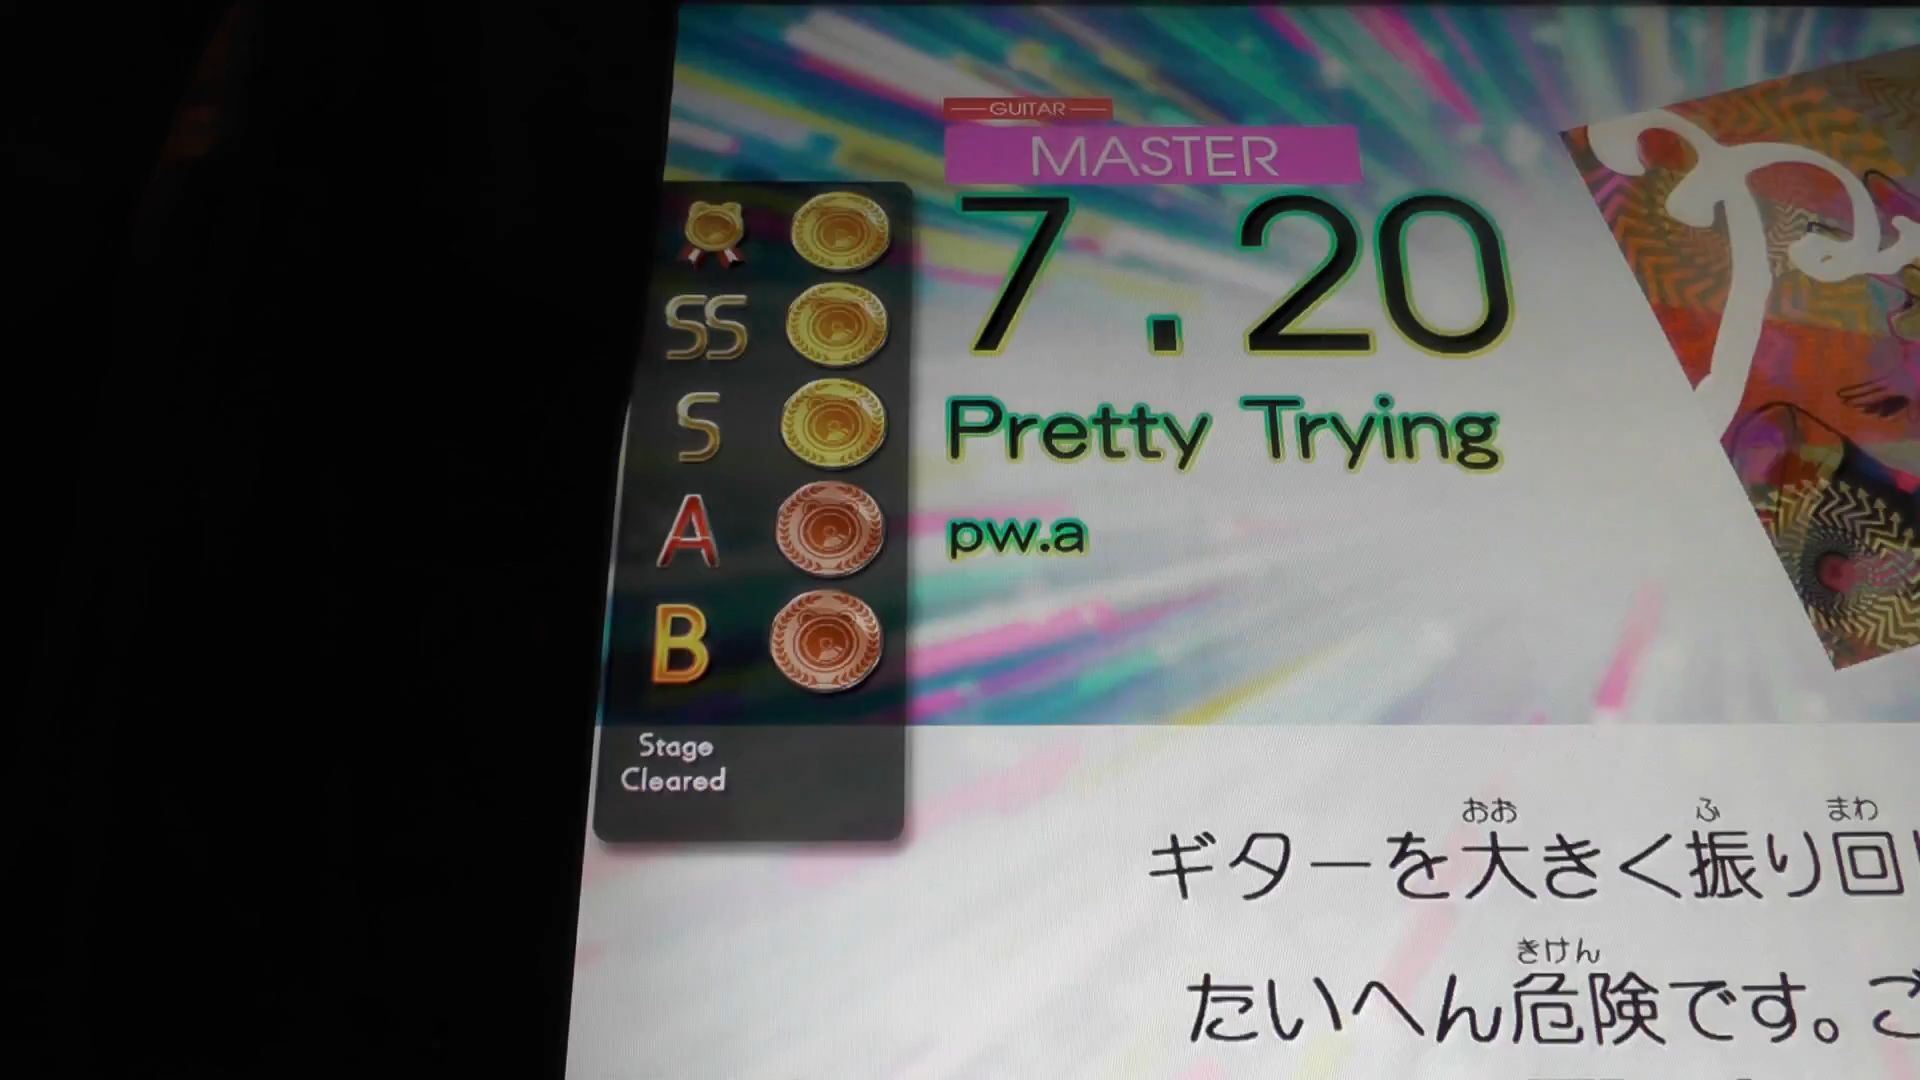 GUITAR
MASTER
7.20
Pretty Trying
pw.a
SS
S
A
B
Stage
Cleared
おお ふ まわ
ギターを大きく振り回
きけん
たいへん危険です。ご